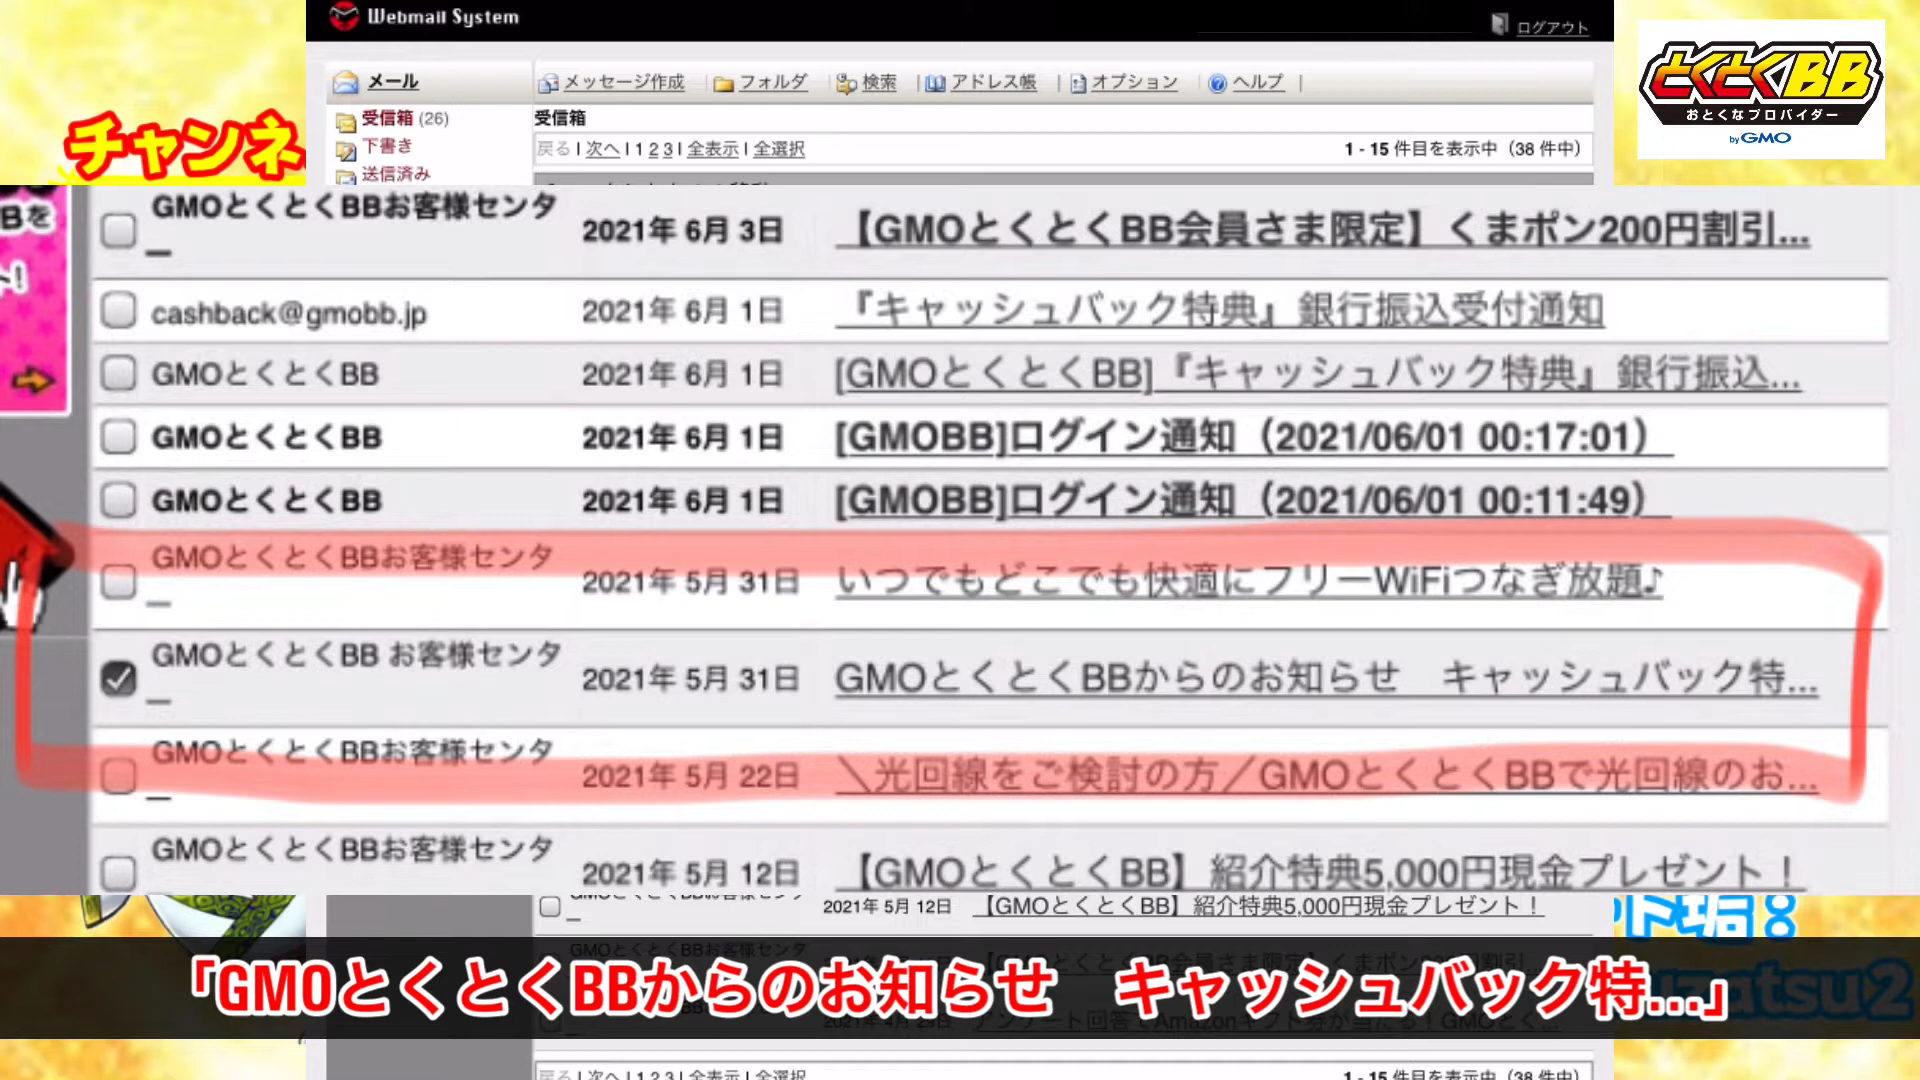 Webmail System
ログアウト
メール
メッセージ作成 | フォルダ | 検索 | アドレス帳 | オプション | ヘルプ |
とくとくBB
おとくなプロバイダー
by GMO
チャンネ
受信箱 (26)
受信箱
下書き
戻る | 次へ | 1 2 3 | 全表示 | 全選択
1 - 15 件目を表示中（38 件中）
送信済み
BBを
GMOとくとくBBお客様センター 2021年 6月 3日 【GMOとくとくBB会員さま限定】くまポン200円割引...
cashback@gmobb.jp 2021年 6月 1日 『キャッシュバック特典』銀行振込受付通知
GMOとくとくBB 2021年 6月 1日 [GMOとくとくBB]『キャッシュバック特典』銀行振込...
GMOとくとくBB 2021年 6月 1日 [GMOBB]ログイン通知（2021/06/01 00:17:01）
GMOとくとくBB 2021年 6月 1日 [GMOBB]ログイン通知（2021/06/01 00:11:49）
GMOとくとくBBお客様センター 2021年 5月 31日 いつでもどこでも快適にフリーWiFiつなぎ放題♪
GMOとくとくBB お客様センター 2021年 5月 31日 GMOとくとくBBからのお知らせ　キャッシュバック特...
GMOとくとくBBお客様センター 2021年 5月 22日 ＼光回線をご検討の方／GMOとくとくBBで光回線のお...
GMOとくとくBBお客様センター 2021年 5月 12日 【GMOとくとくBB】紹介特典5,000円現金プレゼント！
2021年 5月 12日 【GMOとくとくBB】紹介特典5,000円現金プレゼント！
「GMOとくとくBBからのお知らせ　キャッシュバック特...」
zatsu2
戻る | 次へ | 1 2 3 | 全表示 | 全選択
1 - 15 件目を表示中（38 件中）